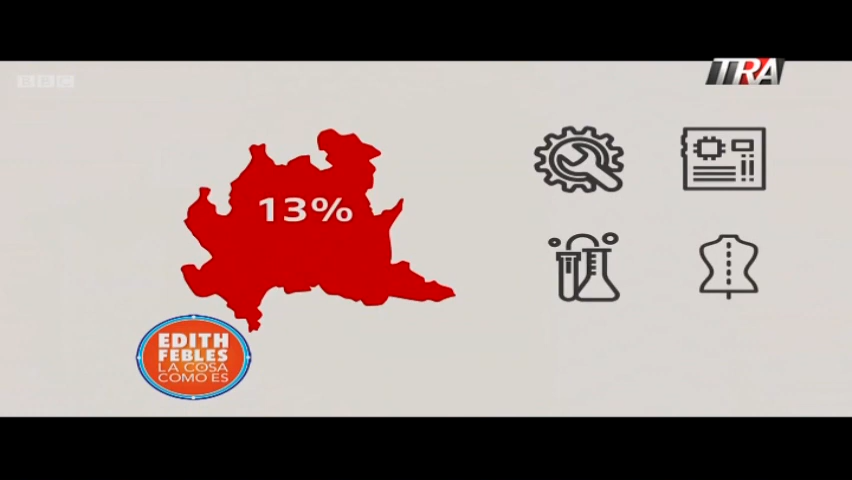 BBC
TRA
13%
EDITH
FEBLES
LA COSA
COMO ES